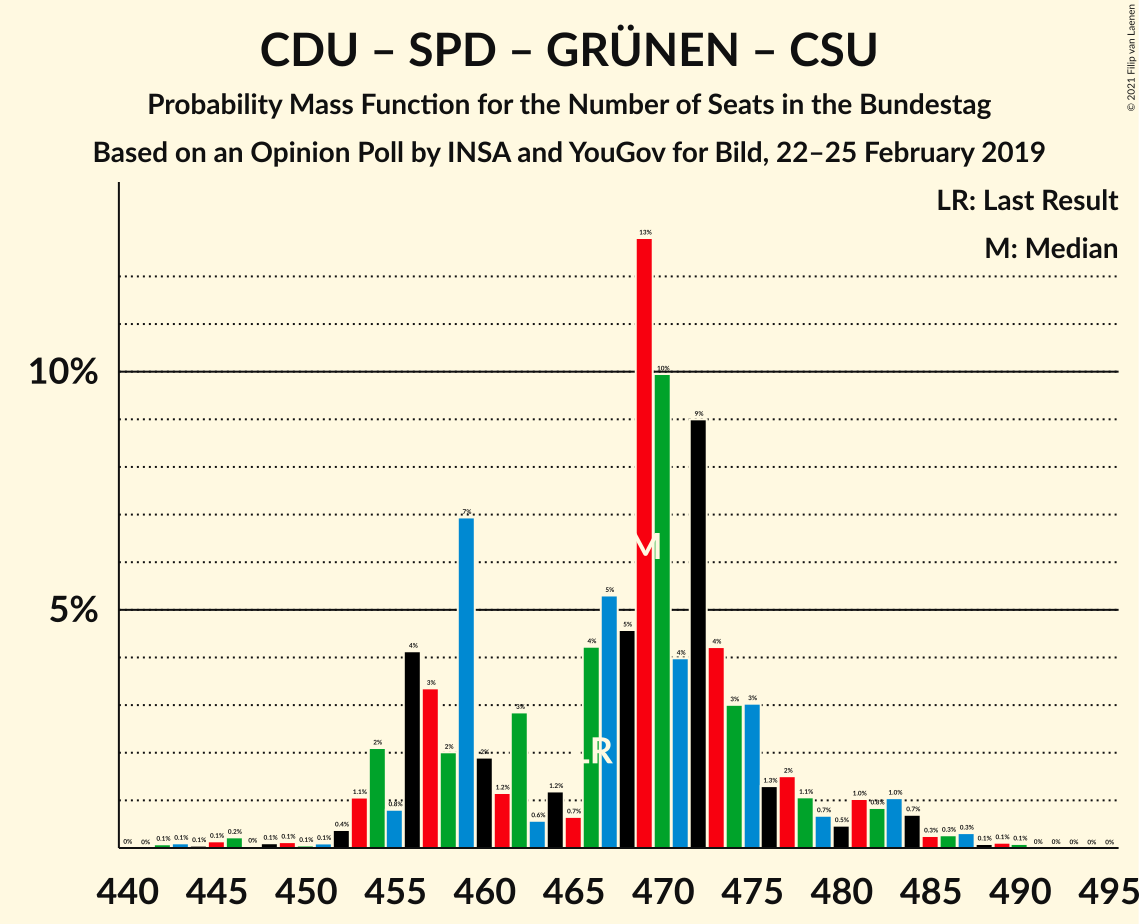 CDU – SPD – GRÜNEN – CSU
Probability Mass Function for the Number of Seats in the Bundestag
Based on an Opinion Poll by INSA and YouGov for Bild, 22–25 February 2019
© 2021 Filip van Laenen
LR: Last Result
M: Median
10%
5%
0% 0% 0.1% 0.1% 0.1% 0.1% 0.2% 0% 0.1% 0.1% 0.1% 0.1% 0.4% 1.1% 2% 0.8% 4% 3% 2% 7% 2% 1.2% 3% 0.6% 1.2% 0.7% 4% 5% 5% 13% 10% 4% 9% 4% 3% 3% 1.3% 2% 1.1% 0.7% 0.5% 1.0% 0.8% 1.0% 0.7% 0.3% 0.3% 0.3% 0.1% 0.1% 0.1% 0% 0% 0% 0% 0%
M
LR
440 445 450 455 460 465 470 475 480 485 490 495